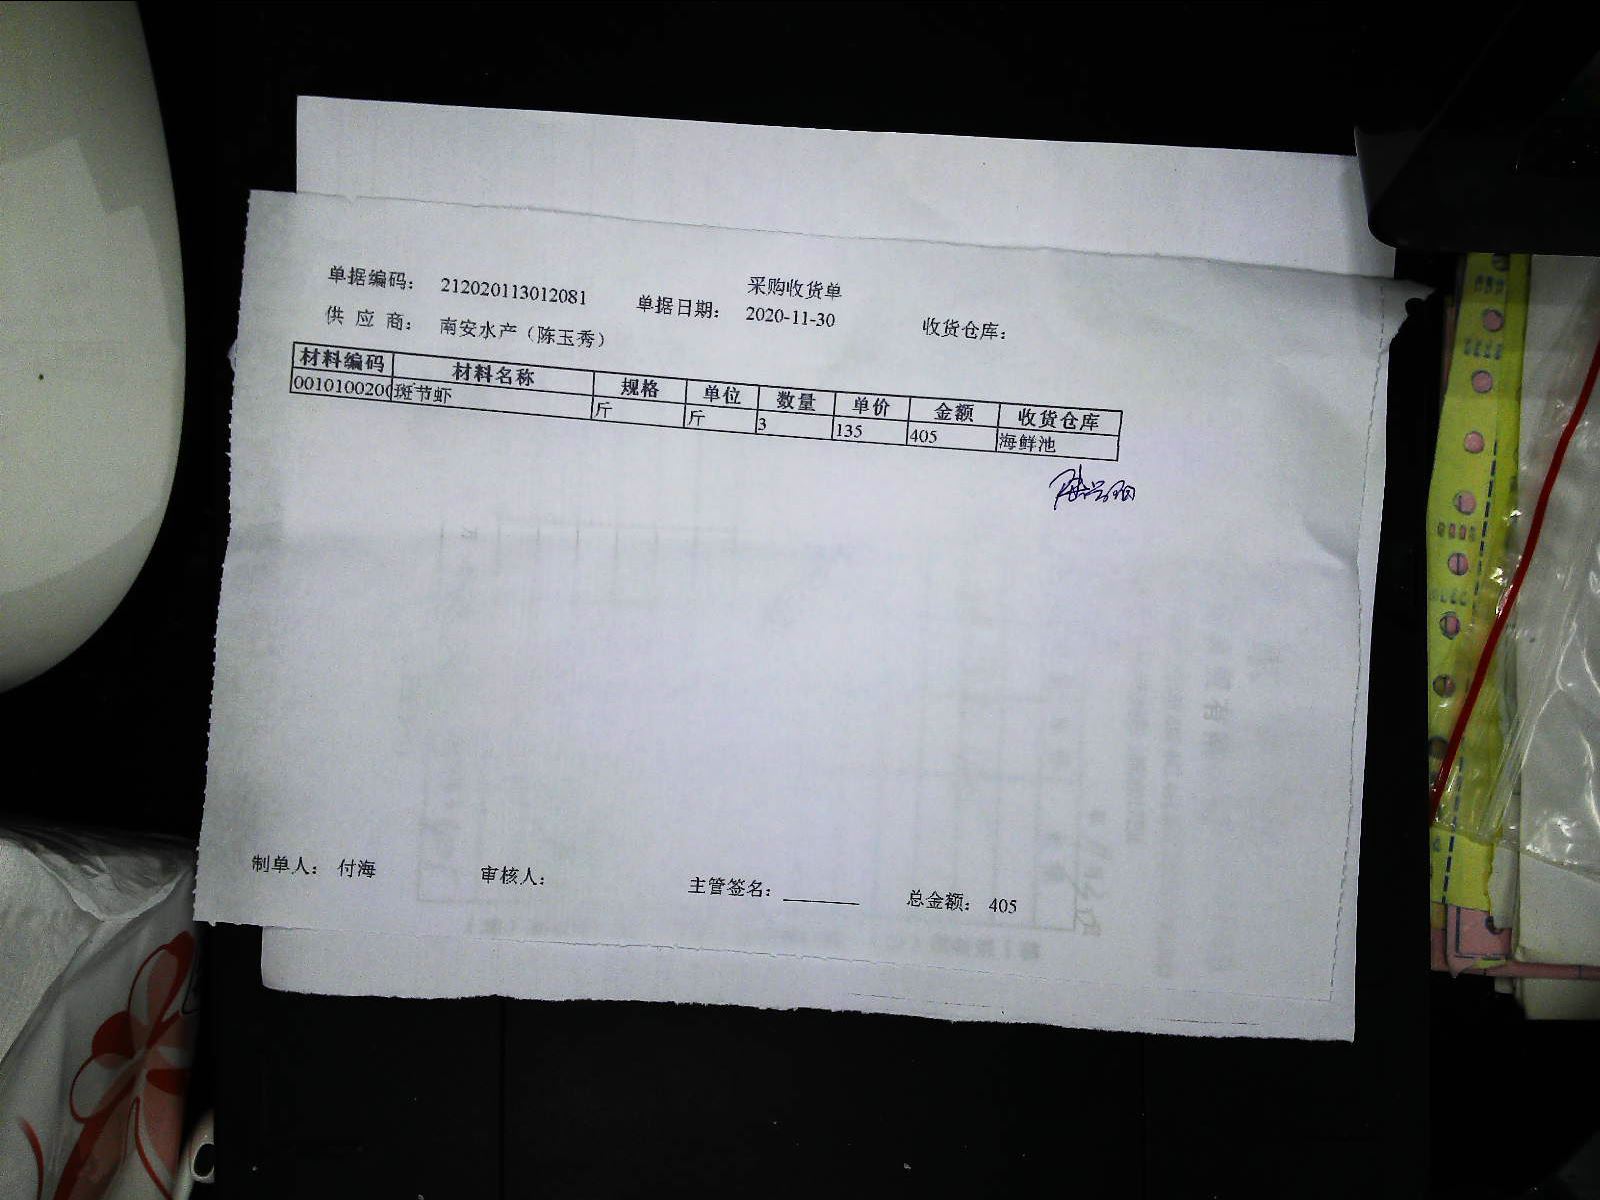 采购收货单
单据编码： 212020113012081 单据日期： 2020-11-30 收货仓库：
供 应 商： 南安水产（陈玉秀）
材料编码 材料名称 规格 单位 数量 单价 金额 收货仓库
0010100200 斑节虾 斤 斤 3 135 405 海鲜池
制单人： 付海 审核人： 主管签名：________ 总金额： 405